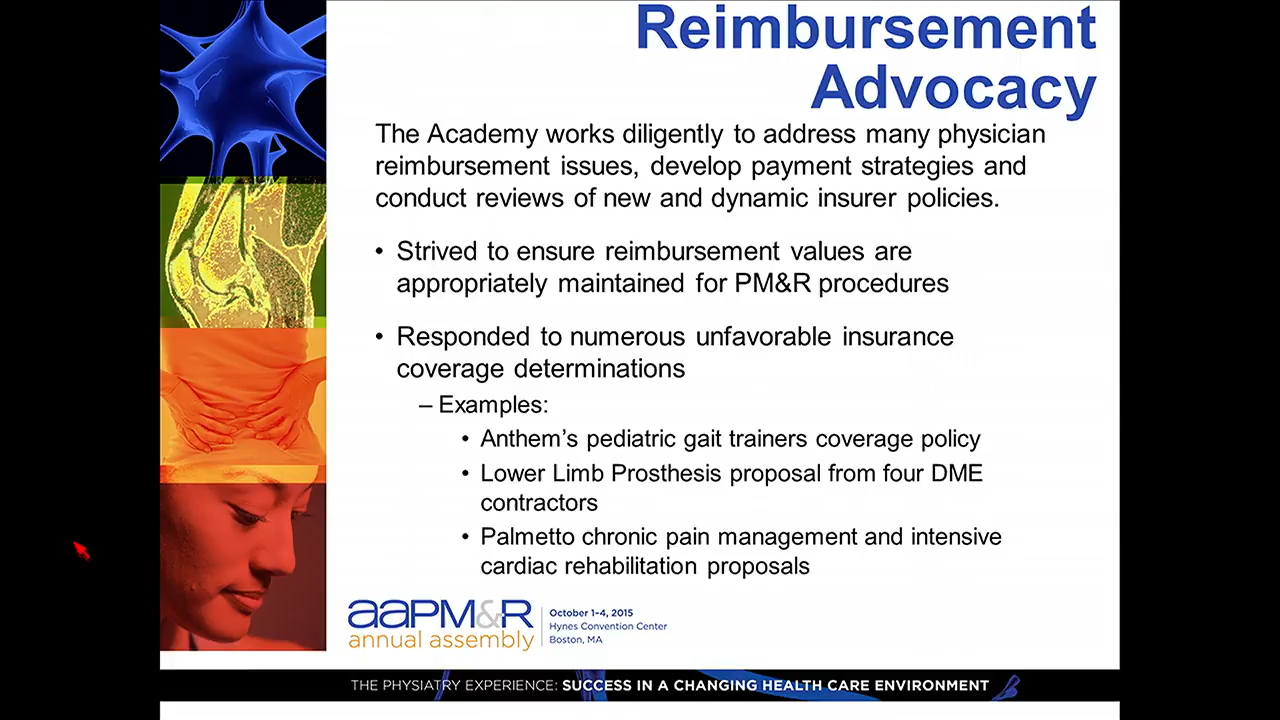 Reimbursement
Advocacy
The Academy works diligently to address many physician
reimbursement issues, develop payment strategies and
conduct reviews of new and dynamic insurer policies.
• Strived to ensure reimbursement values are
appropriately maintained for PM&R procedures
• Responded to numerous unfavorable insurance
coverage determinations
– Examples:
• Anthem's pediatric gait trainers coverage policy
• Lower Limb Prosthesis proposal from four DME
contractors
• Palmetto chronic pain management and intensive
cardiac rehabilitation proposals
aAPM&R
annual assembly
October 1-4, 2015
Hynes Convention Center
Boston, MA
THE PHYSIATRY EXPERIENCE: SUCCESS IN A CHANGING HEALTH CARE ENVIRONMENT